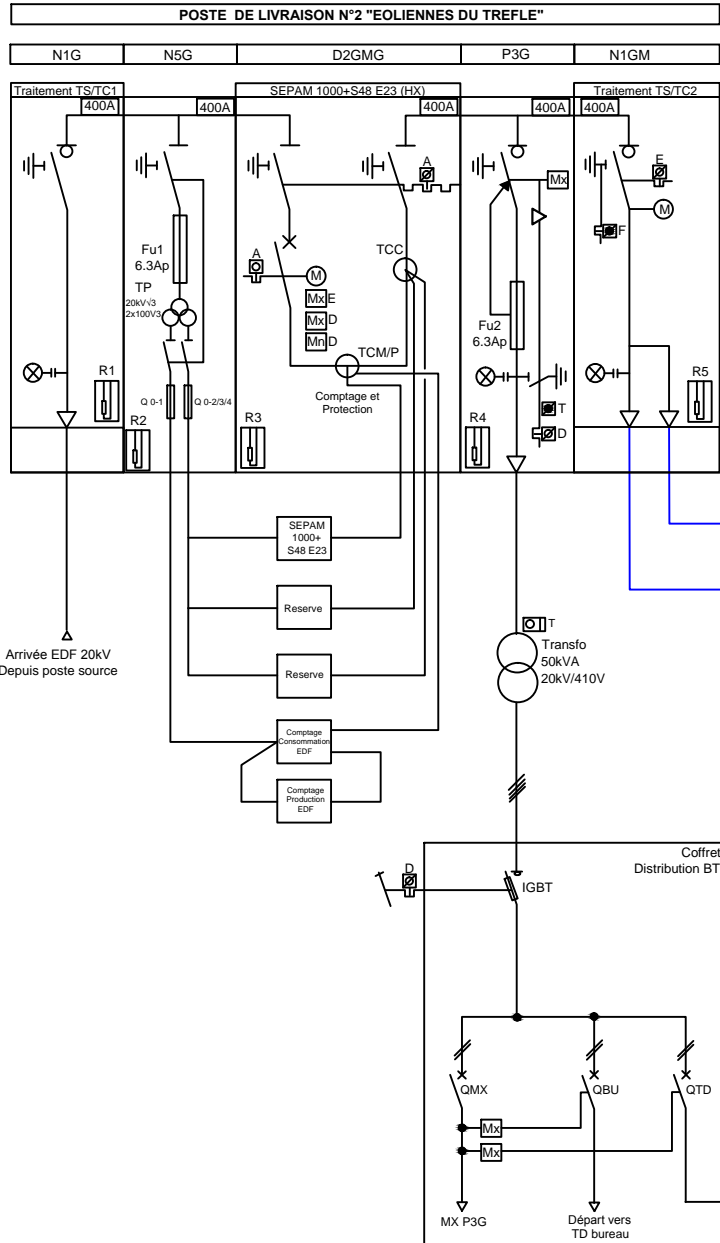 POSTE DE LIVRAISON N°2 "EOLIENNES DU TREFLE"
N1G
N5G
D2GMG
P3G
N1GM
Traitement TS/TC1
SEPAM 1000+S48 E23 (HX)
Traitement TS/TC2
400A
400A
400A
400A
400A
A
Mx
E
M
F
Fu1
6.3Ap
TP
20kV√3
2x100V3
A
M
MxE
MxD
MnD
TCC
TCM/P
Comptage et
Protection
Fu2
6.3Ap
T
D
R1
Q 0-1
Q 0-2/3/4
R2
R3
R4
R5
SEPAM
1000+
S48 E23
Reserve
Reserve
Comptage
Consommation
EDF
Comptage
Production
EDF
Arrivée EDF 20kV
Depuis poste source
T
Transfo
50kVA
20kV/410V
Coffret
Distribution BT
D
IGBT
QMX
QBU
QTD
Mx
Mx
MX P3G
Départ vers
TD bureau